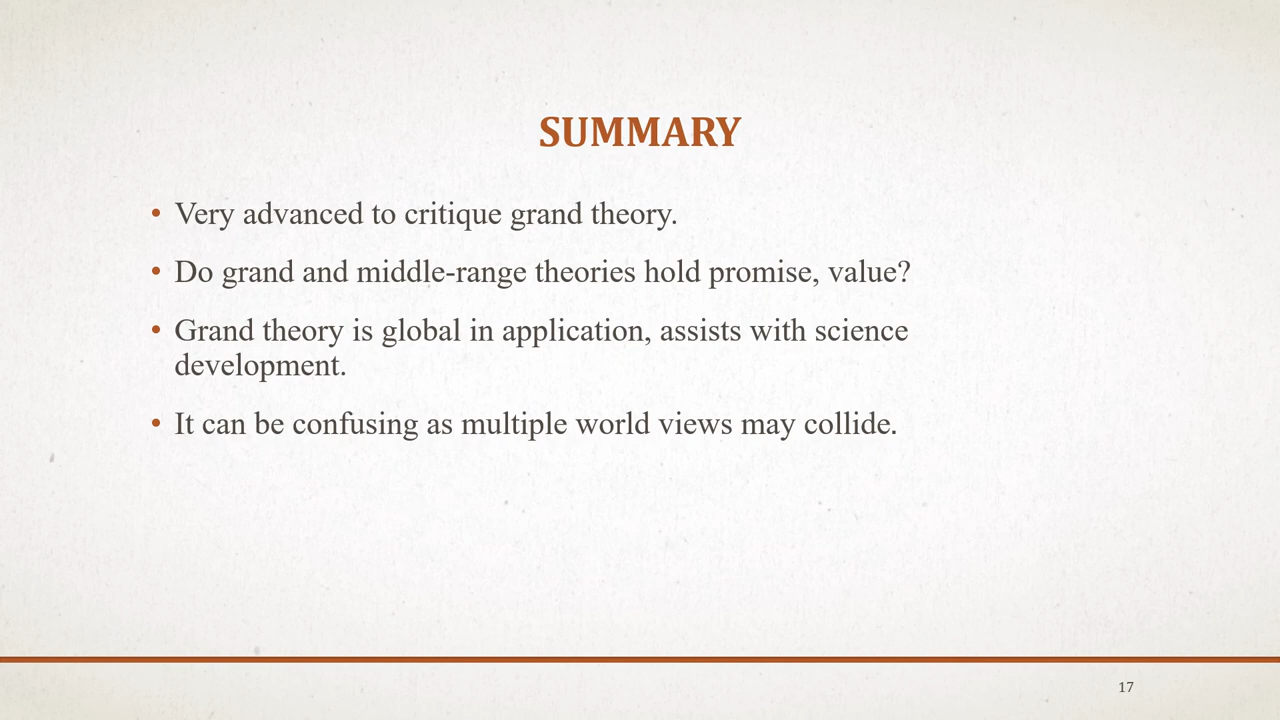 SUMMARY
• Very advanced to critique grand theory.
• Do grand and middle-range theories hold promise, value?
• Grand theory is global in application, assists with science
development.
• It can be confusing as multiple world views may collide.
17